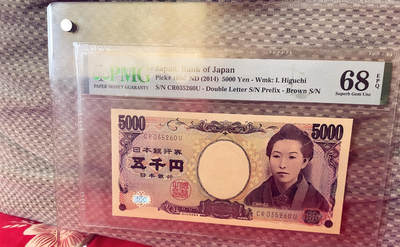 PMG
PAPER MONEY GUARANTY
Japan, Bank of Japan
ND (2014) 5000 Yen - Wmk: I. Higuchi
S/N CR035260U - Double Letter S/N Prefix - Brown S/N
68 EPQ
Superb Gem Unc
5000
CR035260U
5000
日本銀行券
五千円
日本銀行
CR035260U
5000